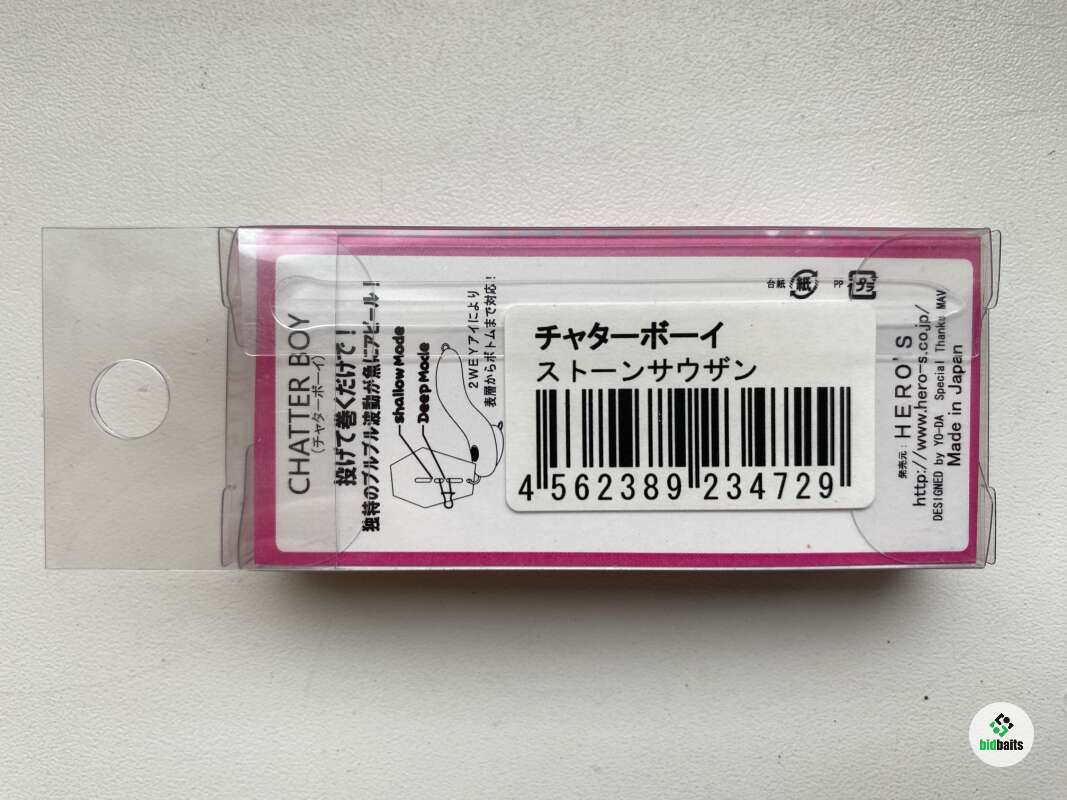 CHATTER BOY
(チャターボーイ)
投げて巻くだけで!
独特のブルブル波動が魚にアピール!
shallow Mode
Deep Mode
2WEYアイにより
表層からボトムまで対応!
台紙 紙 PP プラ
チャターボーイ
ストーンサウザン
4 562389 234729
発売元: HERO'S
http://www.hero-s.co.jp/
DESIGNED by YO-DA Special Thanku MAV
Made in Japan
bidbaits